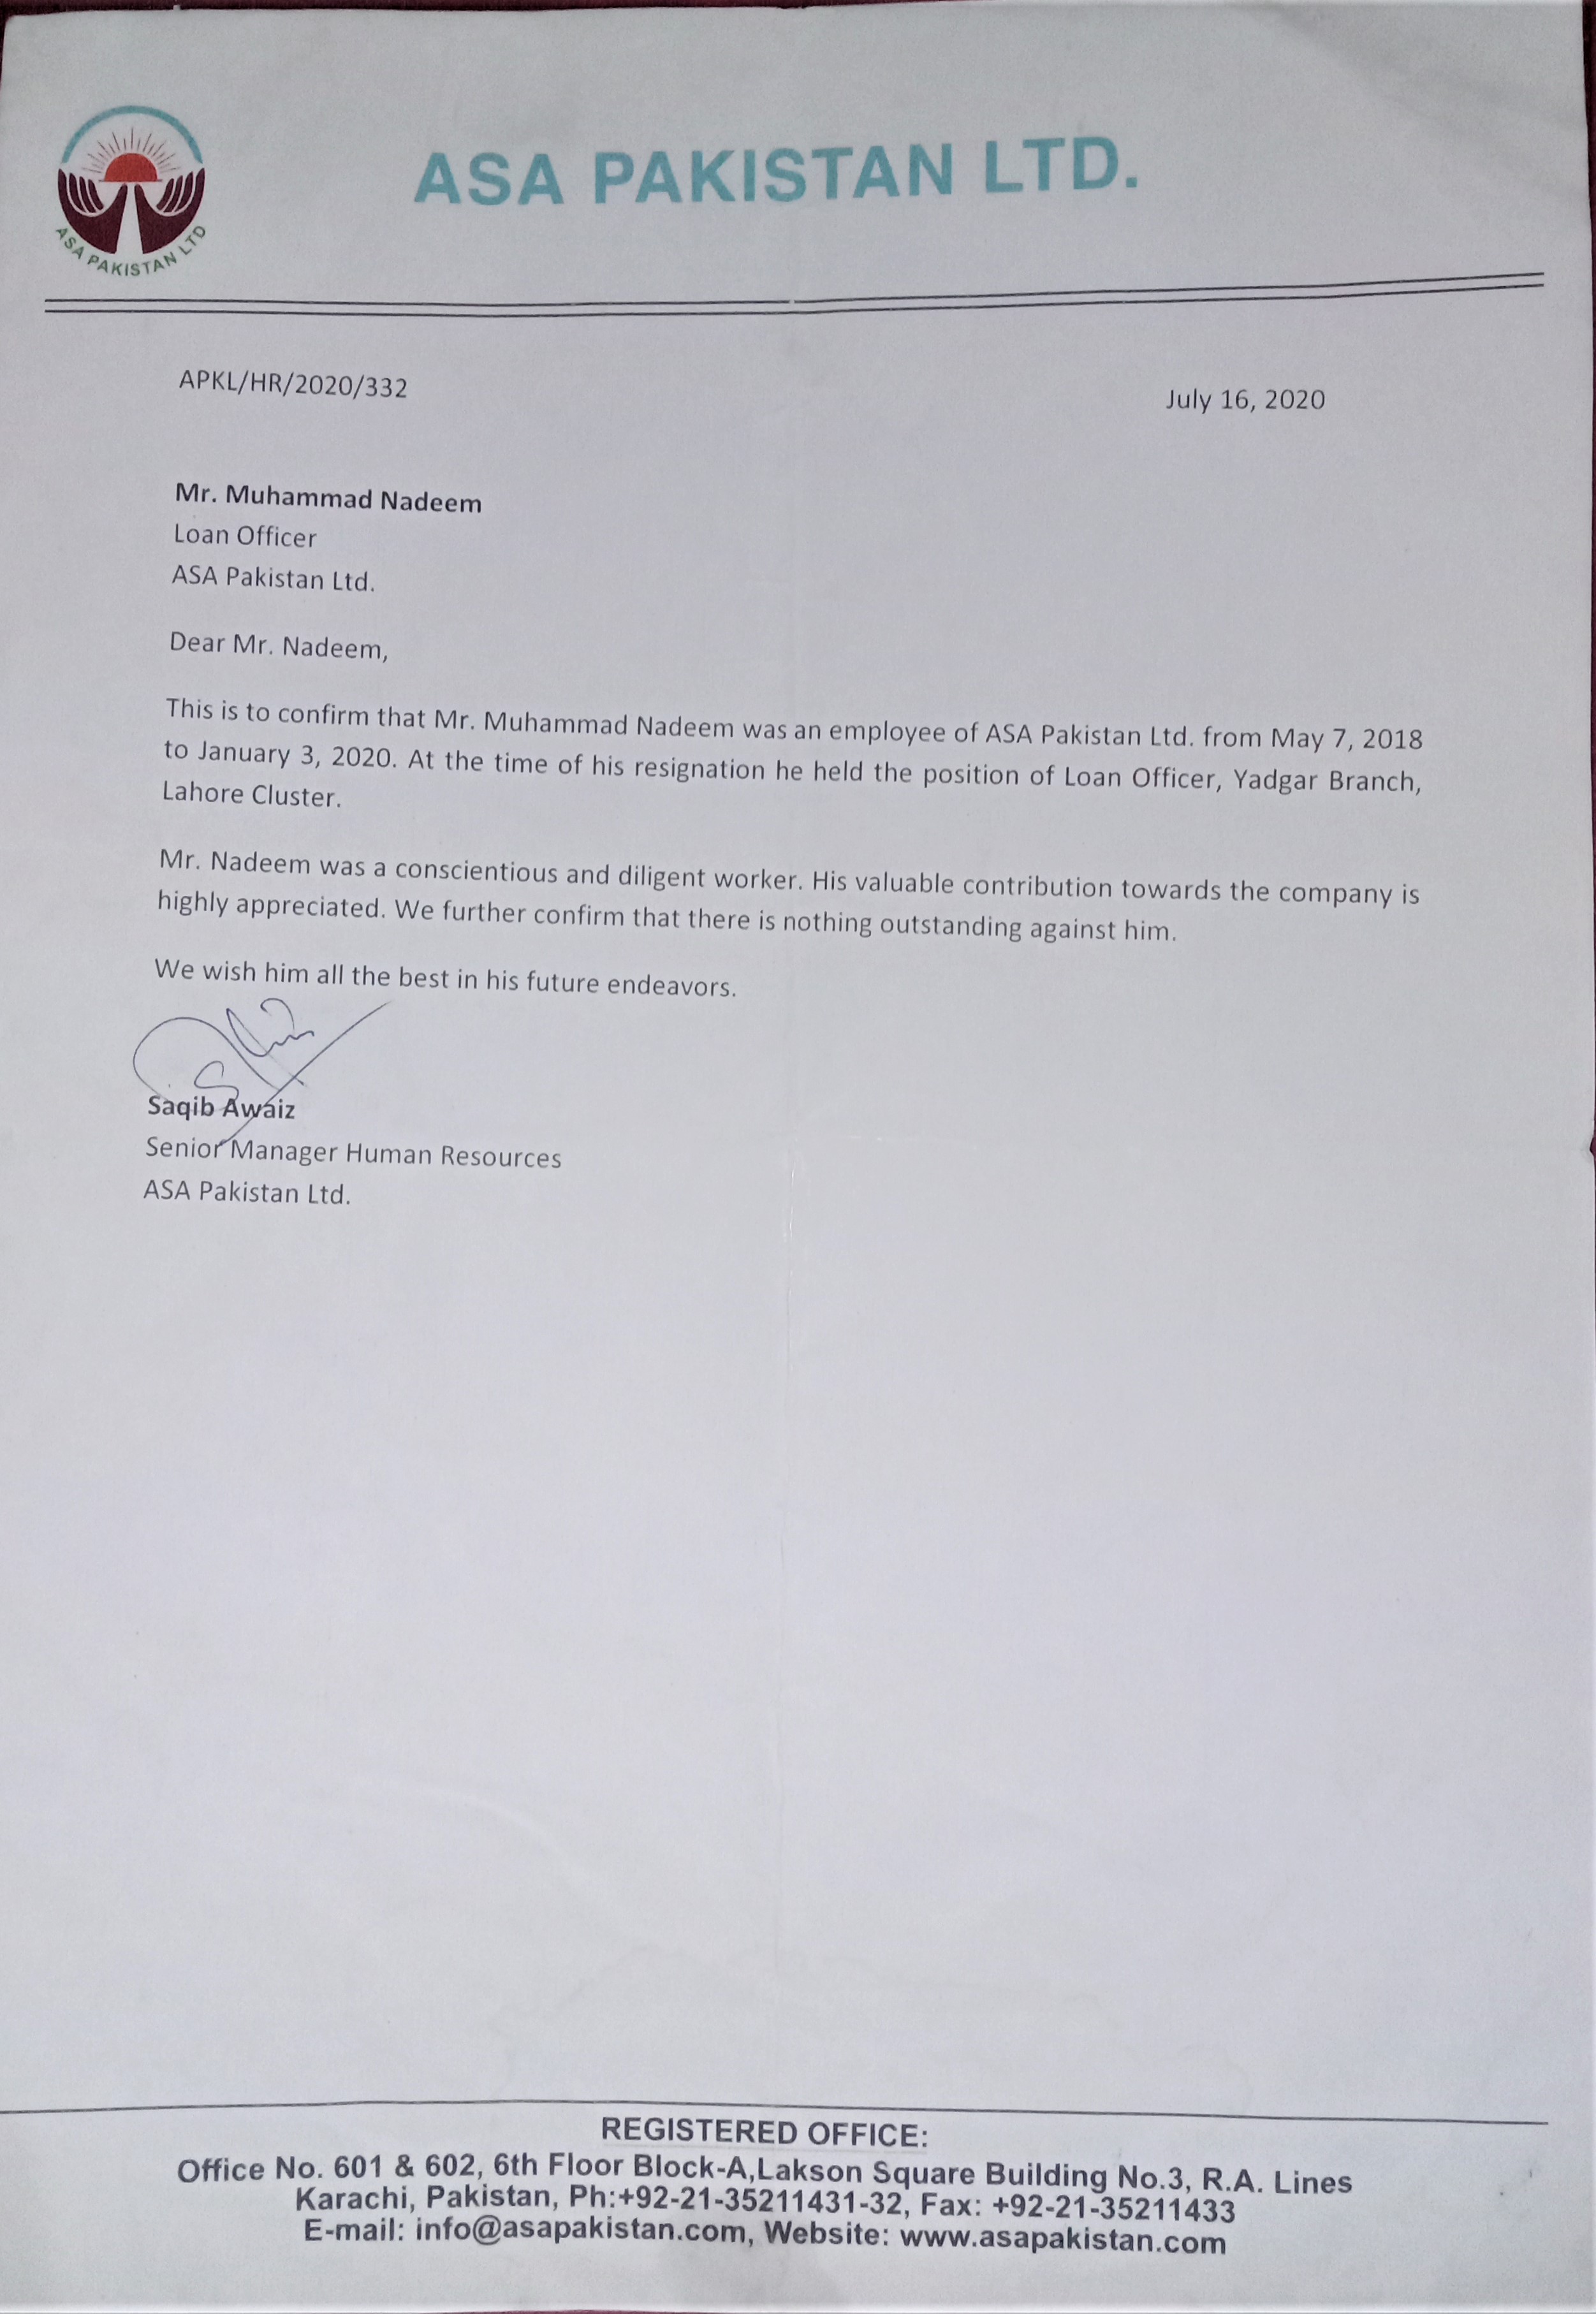 ASA PAKISTAN LTD.
ASA PAKISTAN LTD
APKL/HR/2020/332
July 16, 2020
Mr. Muhammad Nadeem
Loan Officer
ASA Pakistan Ltd.
Dear Mr. Nadeem,
This is to confirm that Mr. Muhammad Nadeem was an employee of ASA Pakistan Ltd. from May 7, 2018
to January 3, 2020. At the time of his resignation he held the position of Loan Officer, Yadgar Branch,
Lahore Cluster.
Mr. Nadeem was a conscientious and diligent worker. His valuable contribution towards the company is
highly appreciated. We further confirm that there is nothing outstanding against him.
We wish him all the best in his future endeavors.
Saqib Awaiz
Senior Manager Human Resources
ASA Pakistan Ltd.
REGISTERED OFFICE:
Office No. 601 & 602, 6th Floor Block-A,Lakson Square Building No.3, R.A. Lines
Karachi, Pakistan, Ph:+92-21-35211431-32, Fax: +92-21-35211433
E-mail: info@asapakistan.com, Website: www.asapakistan.com